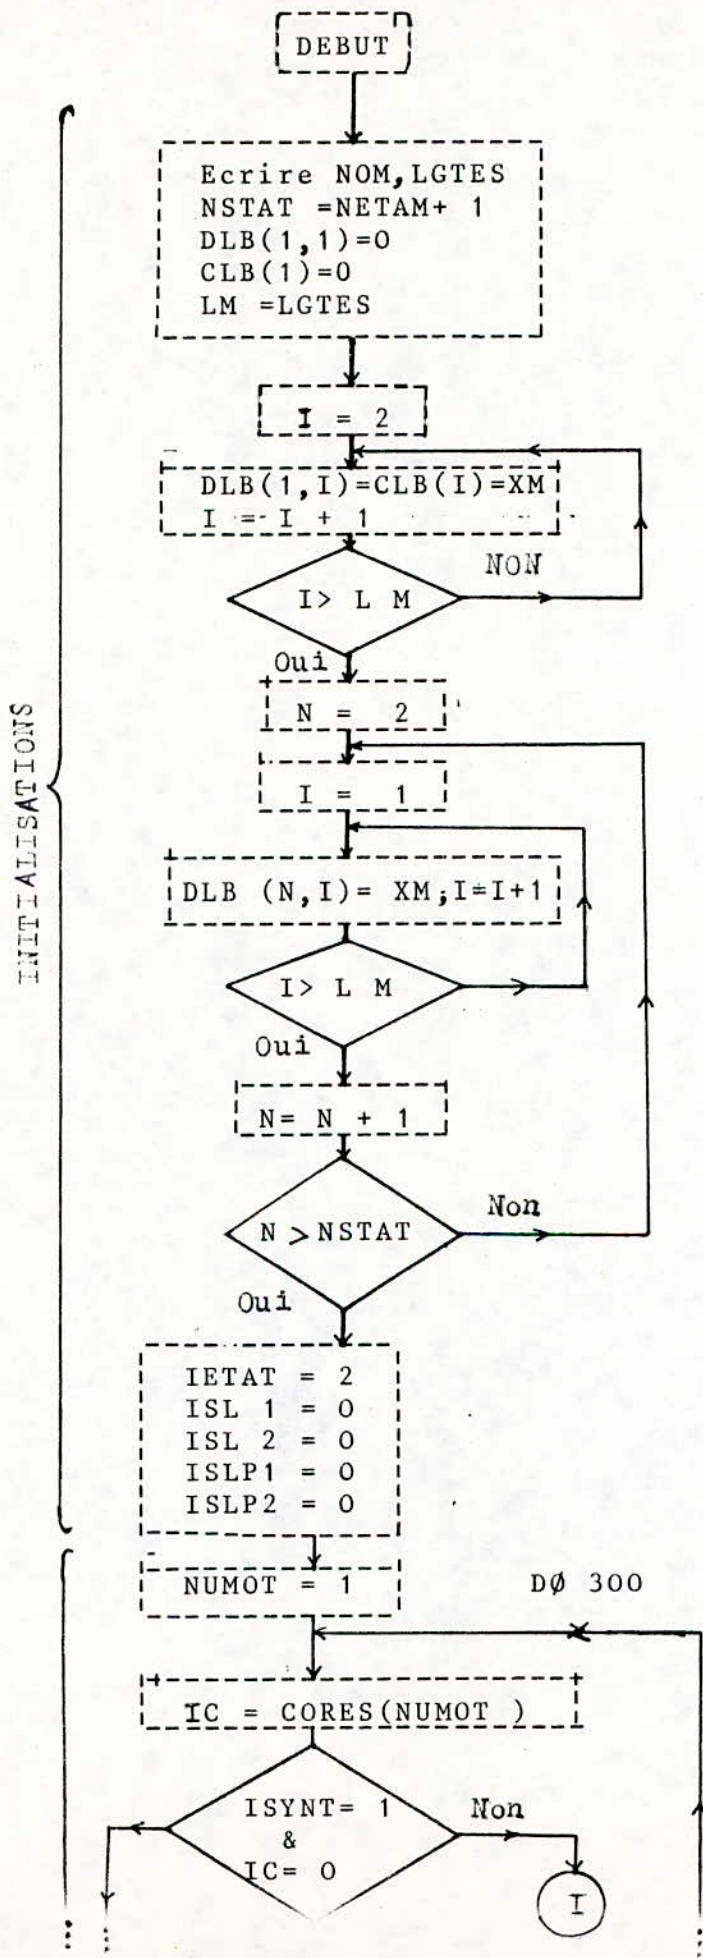 DEBUT
Ecrire NOM,LGTES
NSTAT =NETAM+ 1
DLB(1,1)=0
CLB(1)=0
LM =LGTES
I = 2
DLB(1,I)=CLB(I)=XM
I = I + 1
NON
I> L M
Oui
N = 2
I = 1
DLB (N,I)= XM;I=I+1
I> L M
Oui
N= N + 1
N > NSTAT
Non
Oui
INITIALISATIONS
IETAT = 2
ISL 1 = 0
ISL 2 = 0
ISLP1 = 0
ISLP2 = 0
NUMOT = 1
DØ 300
IC = CORES(NUMOT )
ISYNT= 1
&
IC= 0
Non
I